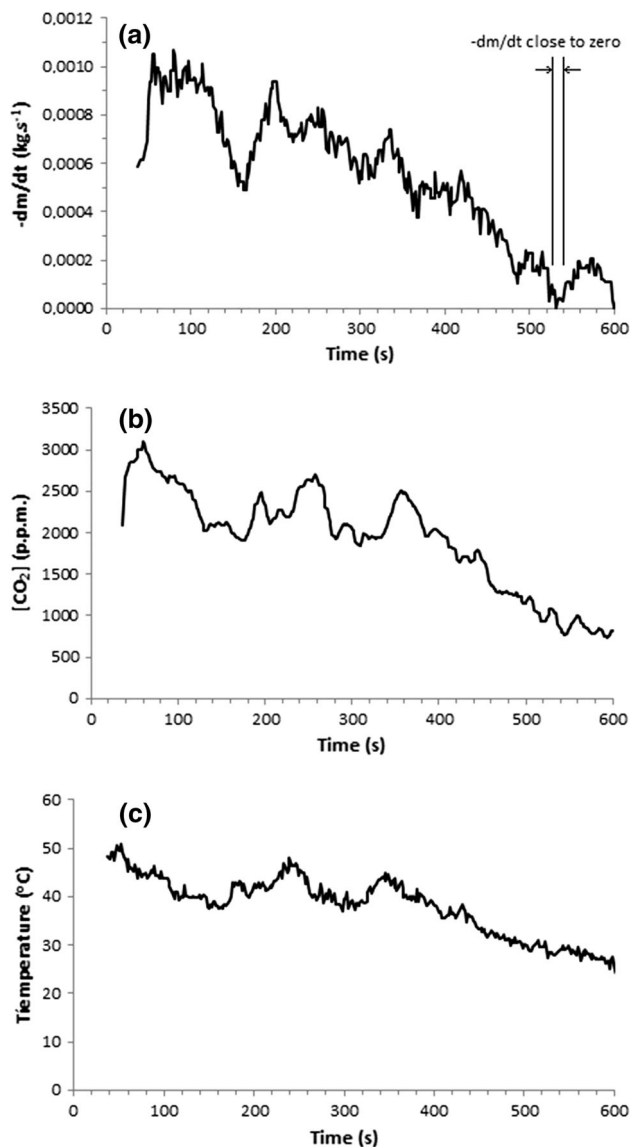 (a)
-dm/dt close to zero
-dm/dt (kg.s-1)
0,0012
0,0010
0,0008
0,0006
0,0004
0,0002
0,0000
0 100 200 300 400 500 600
Time (s)
(b)
[CO2] (p.p.m.)
3500
3000
2500
2000
1500
1000
500
0
0 100 200 300 400 500 600
Time (s)
(c)
Tiemperature (°C)
60
50
40
30
20
10
0
0 100 200 300 400 500 600
Time (s)